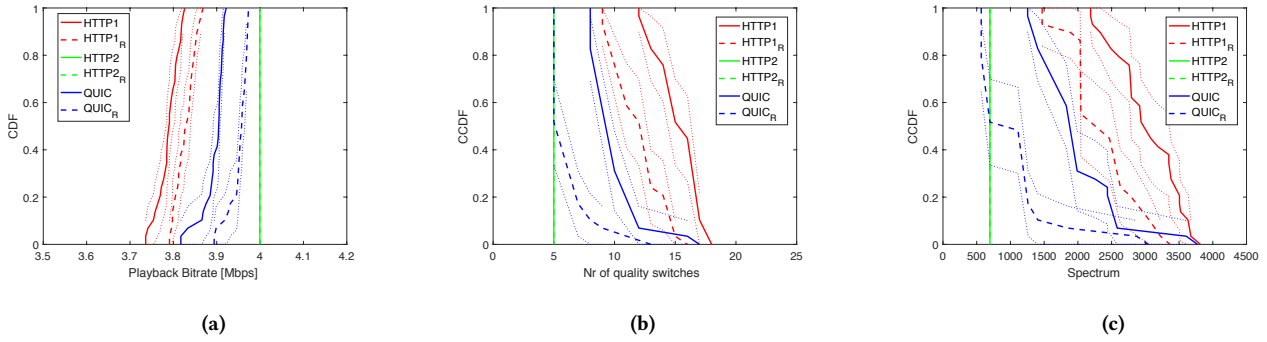 HTTP1
HTTP1R
HTTP2
HTTP2R
QUIC
QUICR
CDF
1
0.8
0.6
0.4
0.2
0
3.5 3.6 3.7 3.8 3.9 4 4.1 4.2
Playback Bitrate [Mbps]
(a)
HTTP1
HTTP1R
HTTP2
HTTP2R
QUIC
QUICR
CCDF
1
0.8
0.6
0.4
0.2
0
0 5 10 15 20 25
Nr of quality switches
(b)
HTTP1
HTTP1R
HTTP2
HTTP2R
QUIC
QUICR
CCDF
1
0.8
0.6
0.4
0.2
0
0 500 1000 1500 2000 2500 3000 3500 4000 4500
Spectrum
(c)